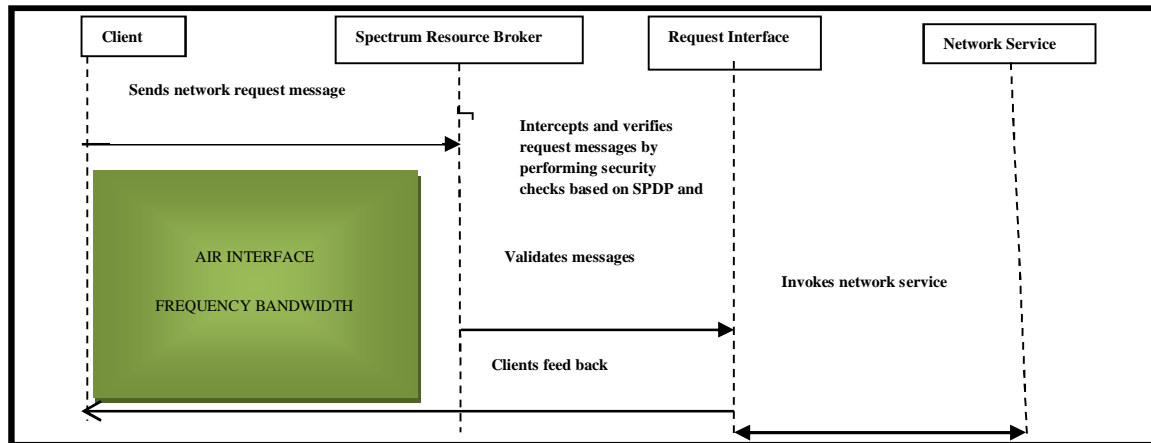 Client
Spectrum Resource Broker
Request Interface
Network Service
Sends network request message
Intercepts and verifies
request messages by
performing security
checks based on SPDP and
AIR INTERFACE
FREQUENCY BANDWIDTH
Validates messages
Invokes network service
Clients feed back